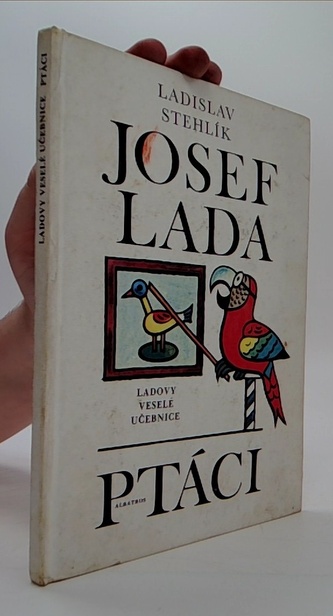 LADOVY VESELÉ UČEBNICE PTÁCI
LADISLAV
STEHLÍK
JOSEF
LADA
LADOVY
VESELÉ
UČEBNICE
PTÁCI
ALBATROS